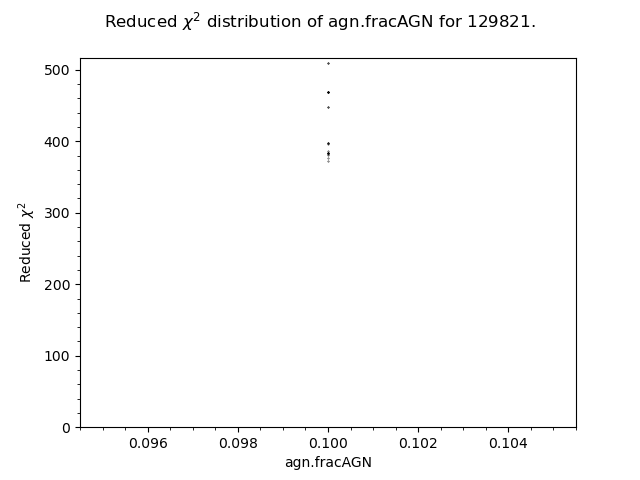 Reduced χ² distribution of agn.fracAGN for 129821.
500
400
300
200
100
0
Reduced χ²
0.096 0.098 0.100 0.102 0.104
agn.fracAGN